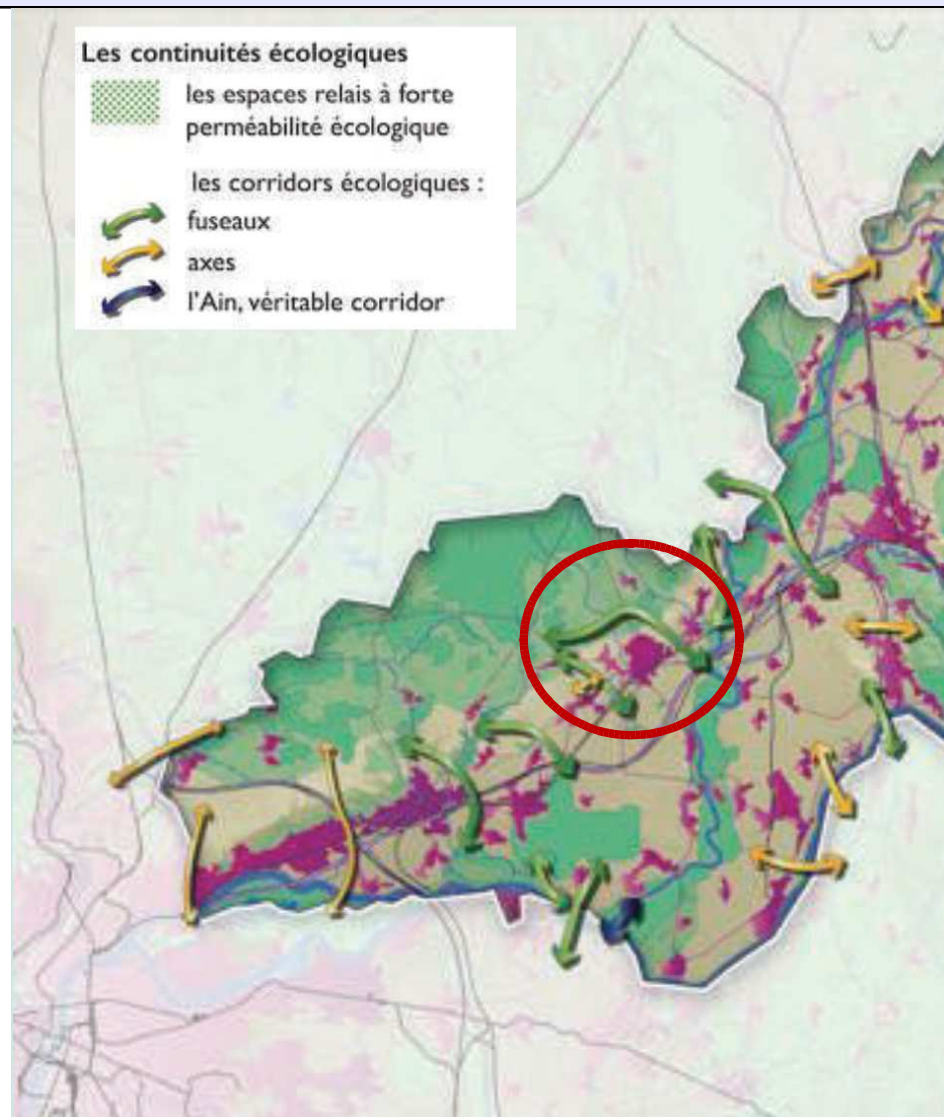 Les continuités écologiques
les espaces relais à forte
perméabilité écologique
les corridors écologiques :
fuseaux
axes
l'Ain, véritable corridor